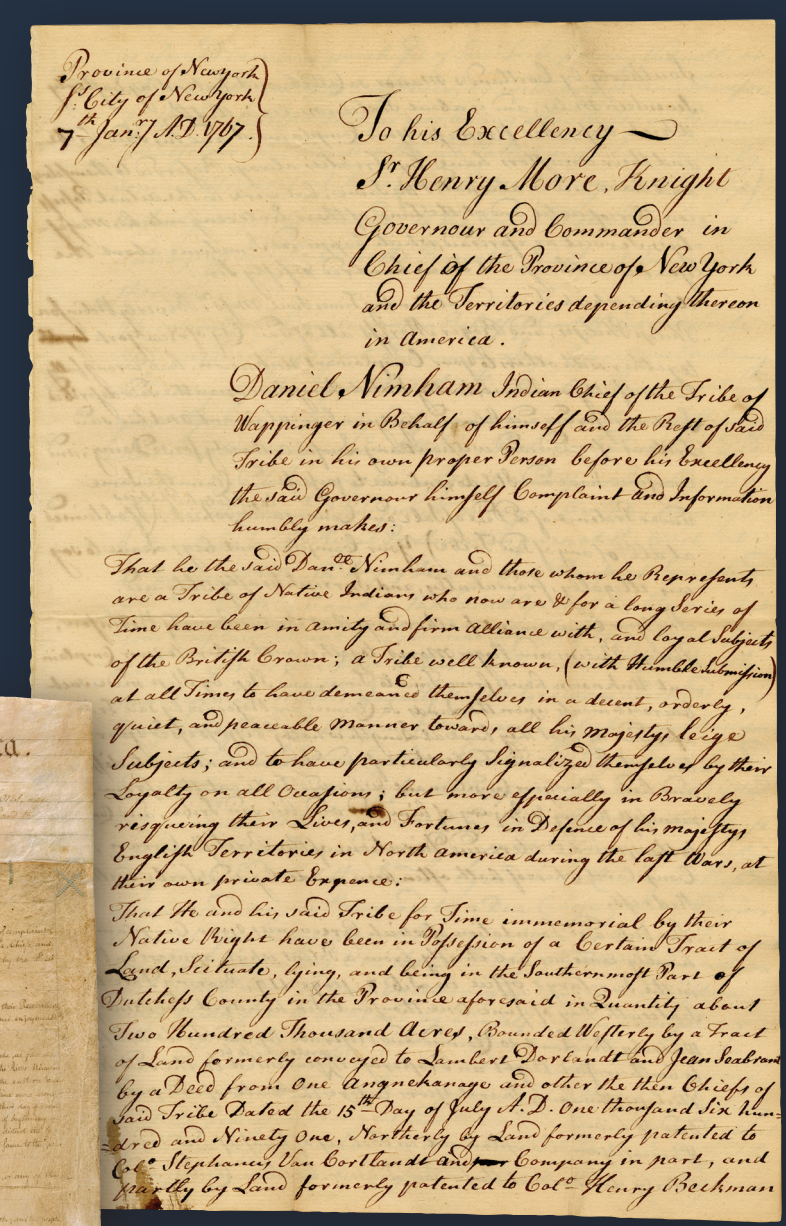 Province of Newyork
Ss. City of New York
7th Janry A.D. 1767.
To his Excellency
Sr. Henry More, Knight
Governour and Commander in
Chief of the Province of New York
and the Territories depending thereon
in America.
Daniel Nimham Indian Chief of the Tribe of
Wappinger in Behalf of himself and the Rest of said
Tribe in his own proper Person before his Excellency
the said Governour himself Complaint and Information
humbly makes:
That he the said Danel. Nimham and those whom he Represents
are a Tribe of Native Indians who now are & for a long Series of
Time have been in Amity and firm Alliance with, and loyal Subjects
of the British Crown; a Tribe well known, (with Humble Submission)
at all Times to have demeaned themselves in a decent, orderly,
quiet, and peaceable Manner towards all his Majestys leige
Subjects; and to have particularly Signalized themselves by their
Loyalty on all Occasions; but more especially in Bravely
risqueing their Lives, and Fortunes in Defence of his majestys
English Territories in North America during the last Wars, at
their own private Expence:
That He and his said Tribe for Time immemorial by their
Native Right have been in Possession of a Certain Tract of
Land, Scituate, lying, and being in the Southernmost Part of
Dutchess County in the Province aforesaid in Quantity about
Two Hundred Thousand Acres, Bounded Westerly by a Tract
of Land formerly conveyed to Lambert Dorlandt and Jean Seabrant
by a Deed from One Angnekanage and other the then Chiefs of
said Tribe Dated the 15th Day of July A.D. One thousand Six hun=
=dred and Ninety One, Northerly by Land formerly patented to
Colo. Stephanus Van Cortlandt and Company in part, and
partly by Land formerly patented to Colo. Henry Beekman